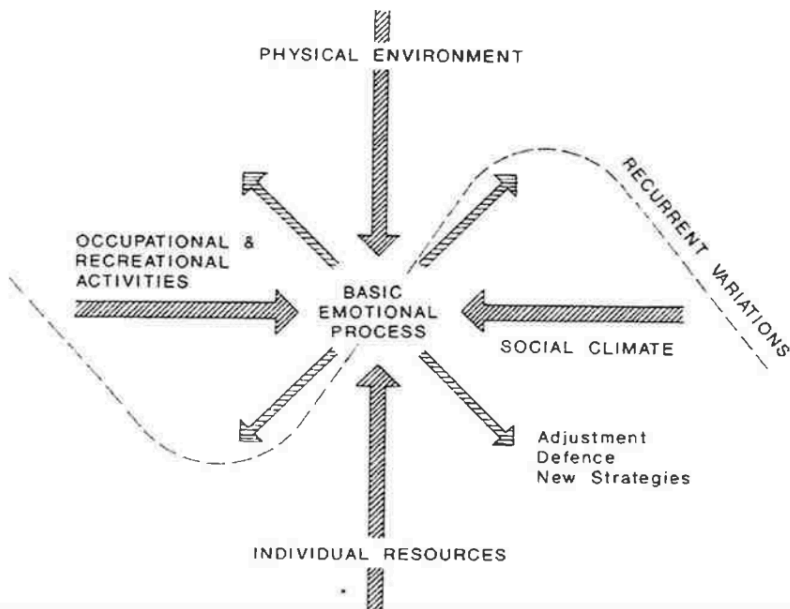 PHYSICAL ENVIRONMENT
RECURRENT VARIATIONS
OCCUPATIONAL &
RECREATIONAL
ACTIVITIES
BASIC
EMOTIONAL
PROCESS
SOCIAL CLIMATE
Adjustment
Defence
New Strategies
INDIVIDUAL RESOURCES